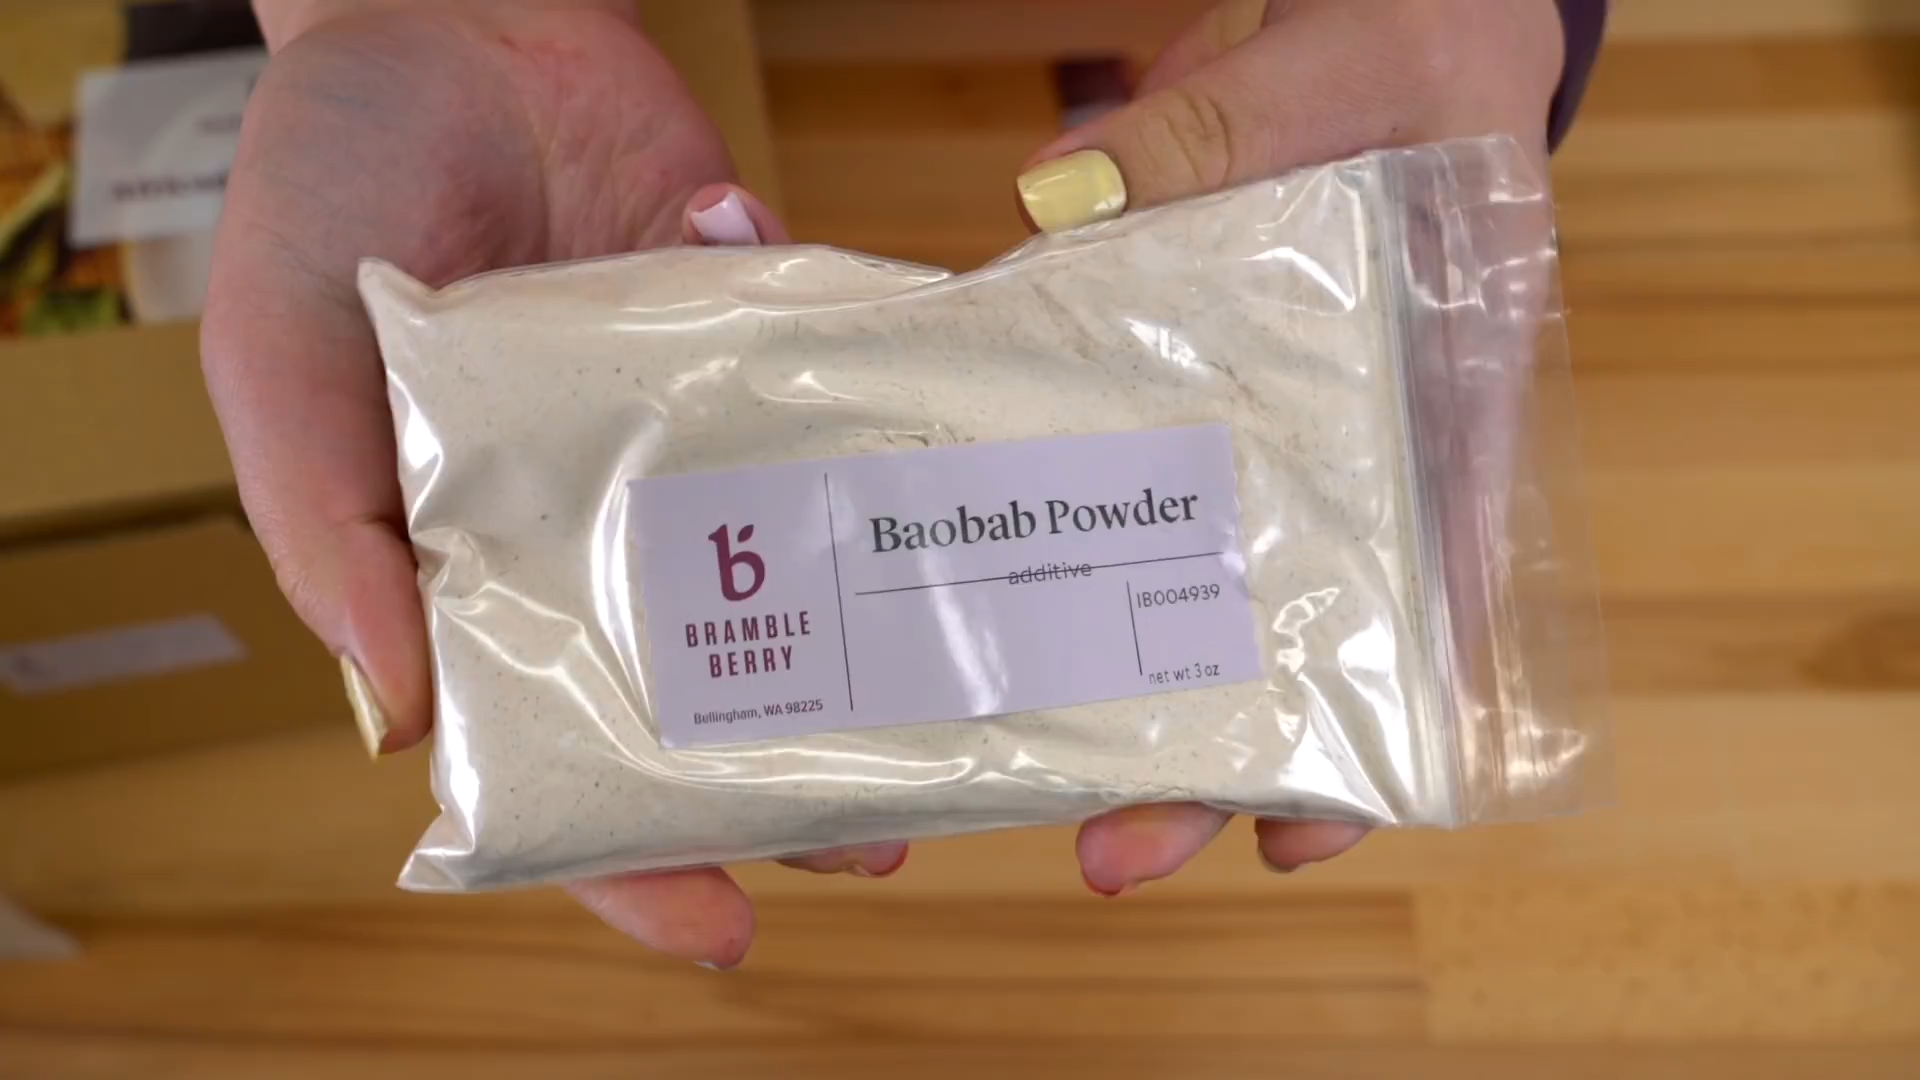 b
BRAMBLE
BERRY
Bellingham, WA 98225
Baobab Powder
additive
IB004939
net wt 3 oz